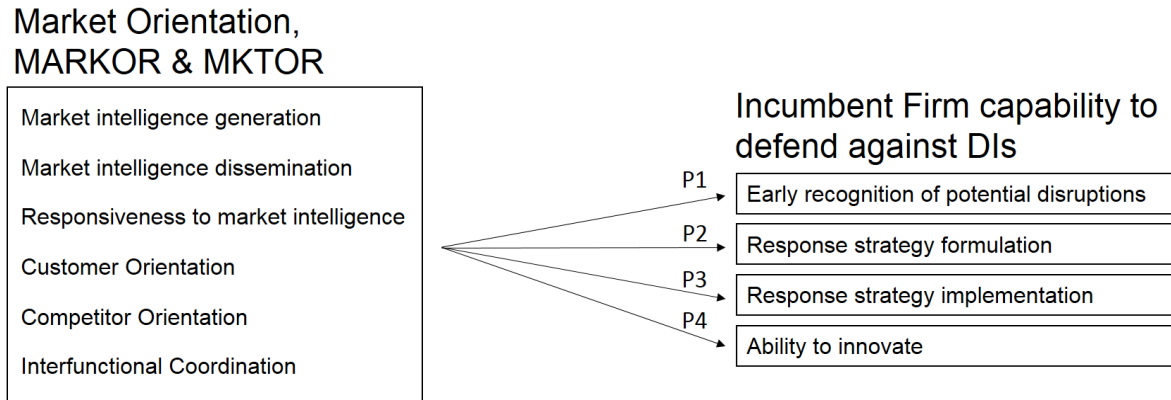 Market Orientation,
MARKOR & MKTOR
Market intelligence generation
Market intelligence dissemination
Responsiveness to market intelligence
Customer Orientation
Competitor Orientation
Interfunctional Coordination
Incumbent Firm capability to
defend against DIs
P1
Early recognition of potential disruptions
P2
Response strategy formulation
P3
Response strategy implementation
P4
Ability to innovate